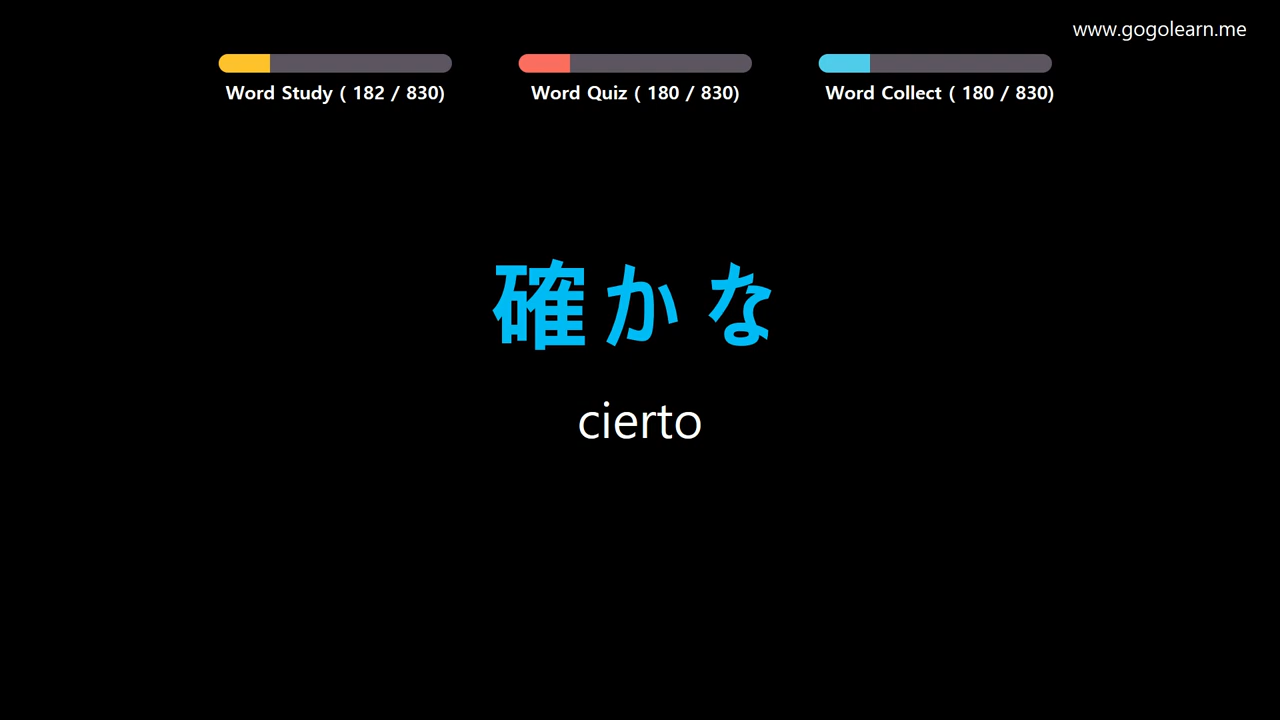 www.gogolearn.me
Word Study ( 182 / 830)
Word Quiz ( 180 / 830)
Word Collect ( 180 / 830)
確かな
cierto